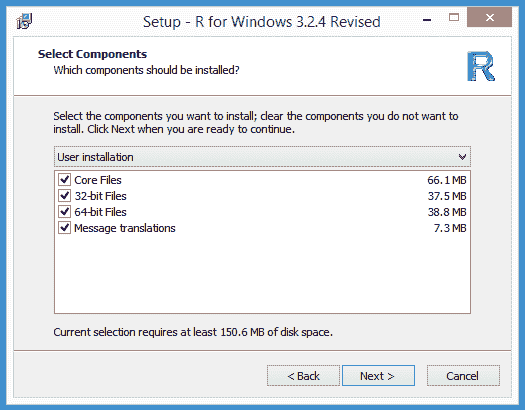 Setup - R for Windows 3.2.4 Revised
Select Components
Which components should be installed?
R
Select the components you want to install; clear the components you do not want to
install. Click Next when you are ready to continue.
User installation
Core Files 66.1 MB
32-bit Files 37.5 MB
64-bit Files 38.8 MB
Message translations 7.3 MB
Current selection requires at least 150.6 MB of disk space.
< Back Next > Cancel